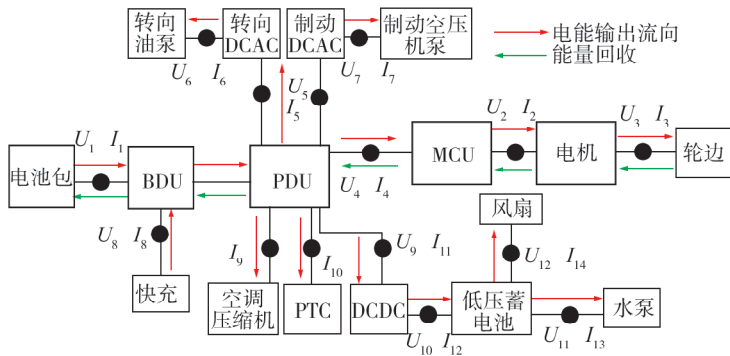 转向
油泵
转向
DCAC
制动
DCAC
制动空压
机泵
电能输出流向
能量回收
U6 I6
U5
I5
U7 I7
U1 I1
U2 I2
U3 I3
电池包
BDU
PDU
MCU
电机
轮边
U4 I4
U8 I8
I9
I10
U9 I11
风扇
U12 I14
快充
空调
压缩机
PTC
DCDC
低压蓄
电池
水泵
U10 I12
U11 I13